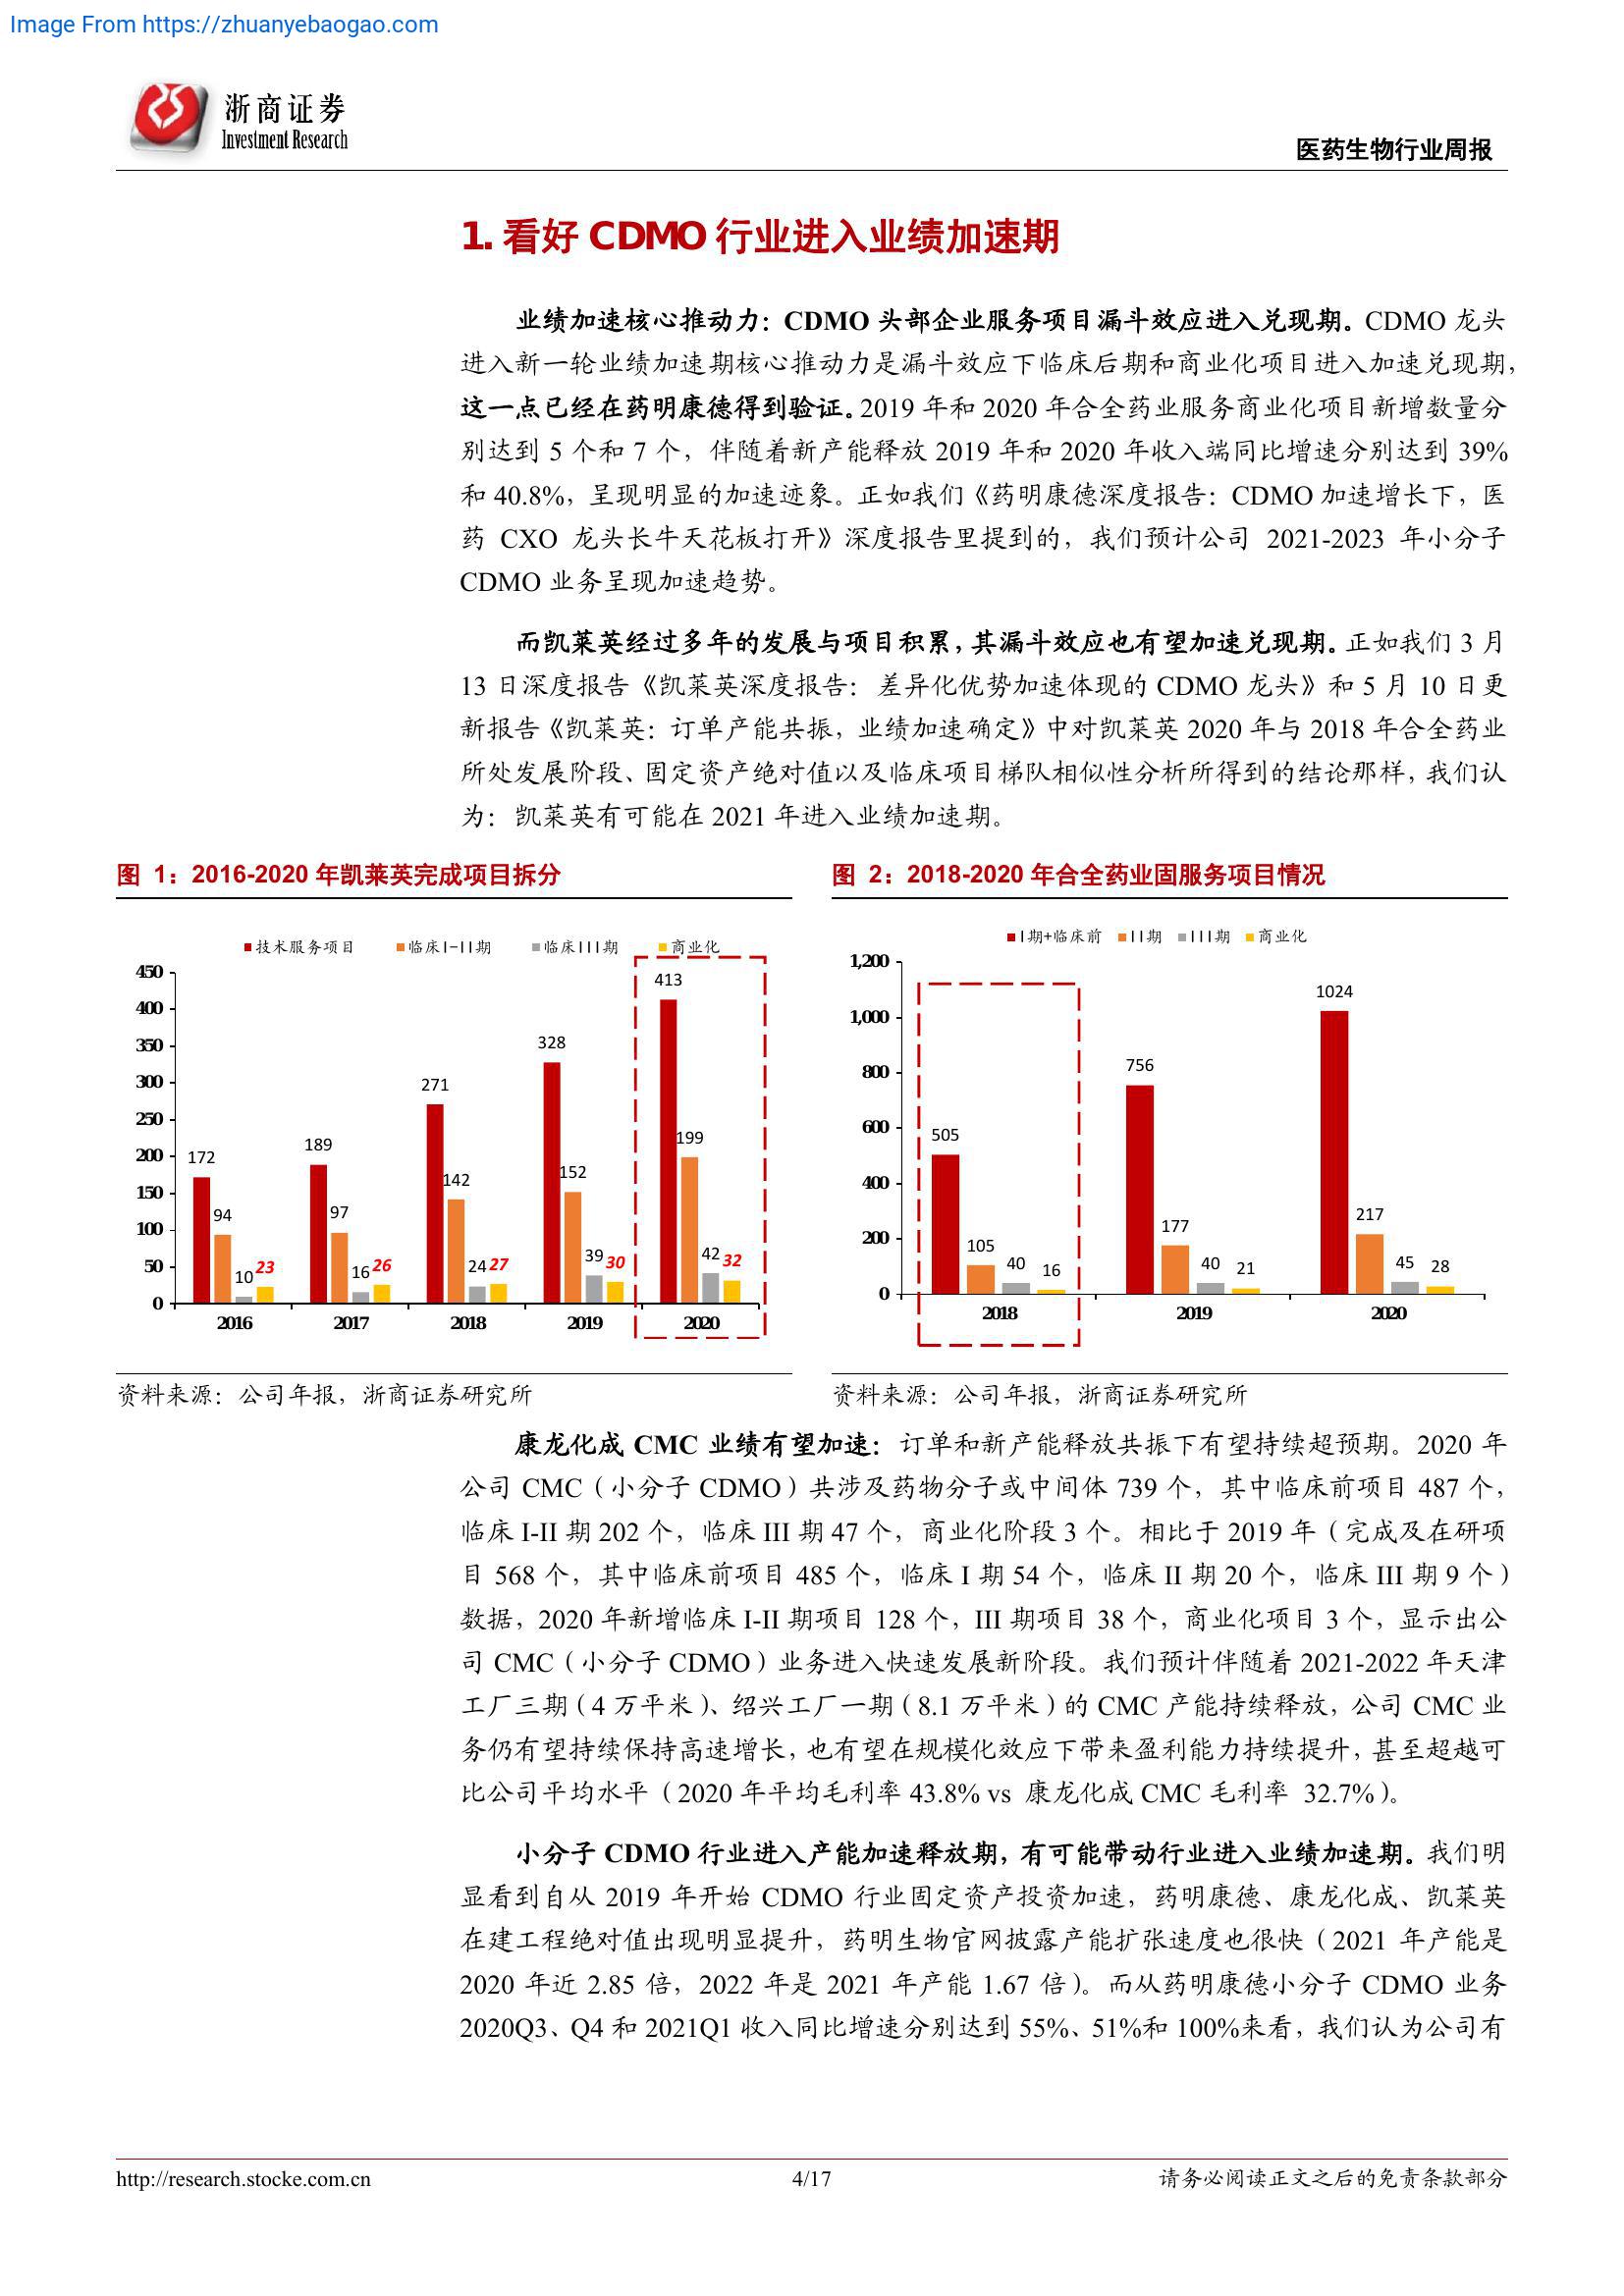 Image From https://zhuanyebaogao.com
浙商证券
Investment Research
医药生物行业周报
1. 看好 CDMO 行业进入业绩加速期
业绩加速核心推动力：CDMO 头部企业服务项目漏斗效应进入兑现期。CDMO 龙头
进入新一轮业绩加速期核心推动力是漏斗效应下临床后期和商业化项目进入加速兑现期，
这一点已经在药明康德得到验证。2019 年和 2020 年合全药业服务商业化项目新增数量分
别达到 5 个和 7 个，伴随着新产能释放 2019 年和 2020 年收入端同比增速分别达到 39%
和 40.8%，呈现明显的加速迹象。正如我们《药明康德深度报告：CDMO 加速增长下，医
药 CXO 龙头长牛天花板打开》深度报告里提到的，我们预计公司 2021-2023 年小分子
CDMO 业务呈现加速趋势。
而凯莱英经过多年的发展与项目积累，其漏斗效应也有望加速兑现期。正如我们 3 月
13 日深度报告《凯莱英深度报告：差异化优势加速体现的 CDMO 龙头》和 5 月 10 日更
新报告《凯莱英：订单产能共振，业绩加速确定》中对凯莱英 2020 年与 2018 年合全药业
所处发展阶段、固定资产绝对值以及临床项目梯队相似性分析所得到的结论那样，我们认
为：凯莱英有可能在 2021 年进入业绩加速期。
图 1：2016-2020 年凯莱英完成项目拆分
技术服务项目 临床I-II期 临床III期 商业化
450
400
350
300
250
200
150
100
50
0
172 94 10 23
189 97 16 26
271 142 24 27
328 152 39 30
413 199 42 32
2016 2017 2018 2019 2020
资料来源：公司年报，浙商证券研究所
图 2：2018-2020 年合全药业固服务项目情况
I期+临床前 II期 III期 商业化
1,200
1,000
800
600
400
200
0
505 105 40 16
756 177 40 21
1024 217 45 28
2018 2019 2020
资料来源：公司年报，浙商证券研究所
康龙化成 CMC 业绩有望加速：订单和新产能释放共振下有望持续超预期。2020 年
公司 CMC（小分子 CDMO）共涉及药物分子或中间体 739 个，其中临床前项目 487 个，
临床 I-II 期 202 个，临床 III 期 47 个，商业化阶段 3 个。相比于 2019 年（完成及在研项
目 568 个，其中临床前项目 485 个，临床 I 期 54 个，临床 II 期 20 个，临床 III 期 9 个）
数据，2020 年新增临床 I-II 期项目 128 个，III 期项目 38 个，商业化项目 3 个，显示出公
司 CMC（小分子 CDMO）业务进入快速发展新阶段。我们预计伴随着 2021-2022 年天津
工厂三期（4 万平米）、绍兴工厂一期（8.1 万平米）的 CMC 产能持续释放，公司 CMC 业
务仍有望持续保持高速增长，也有望在规模化效应下带来盈利能力持续提升，甚至超越可
比公司平均水平（2020 年平均毛利率 43.8% vs 康龙化成 CMC 毛利率 32.7%）。
小分子 CDMO 行业进入产能加速释放期，有可能带动行业进入业绩加速期。我们明
显看到自从 2019 年开始 CDMO 行业固定资产投资加速，药明康德、康龙化成、凯莱英
在建工程绝对值出现明显提升，药明生物官网披露产能扩张速度也很快（2021 年产能是
2020 年近 2.85 倍，2022 年是 2021 年产能 1.67 倍）。而从药明康德小分子 CDMO 业务
2020Q3、Q4 和 2021Q1 收入同比增速分别达到 55%、51%和 100%来看，我们认为公司有
http://research.stocke.com.cn
4/17
请务必阅读正文之后的免责条款部分